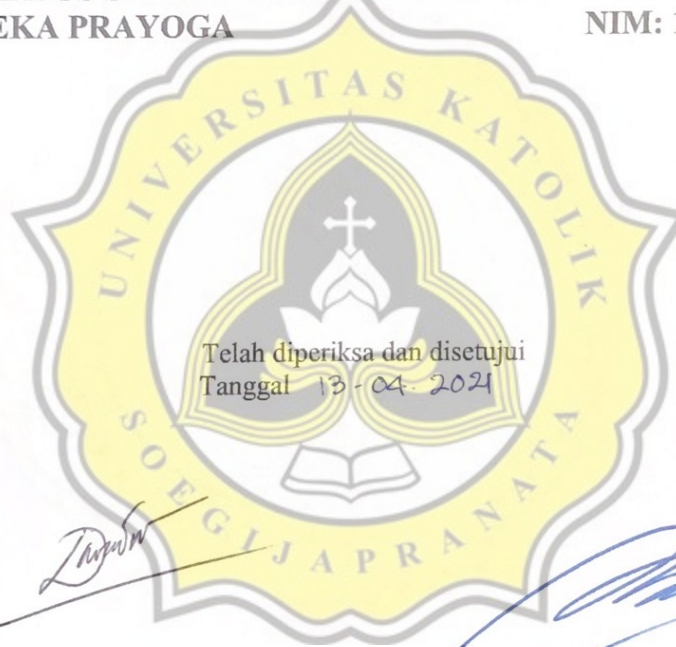 EKA PRAYOGA
NIM:
UNIVERSITAS KATOLIK
Telah diperiksa dan disetujui
Tanggal 13-04-2021
SOEGIJAPRANATA